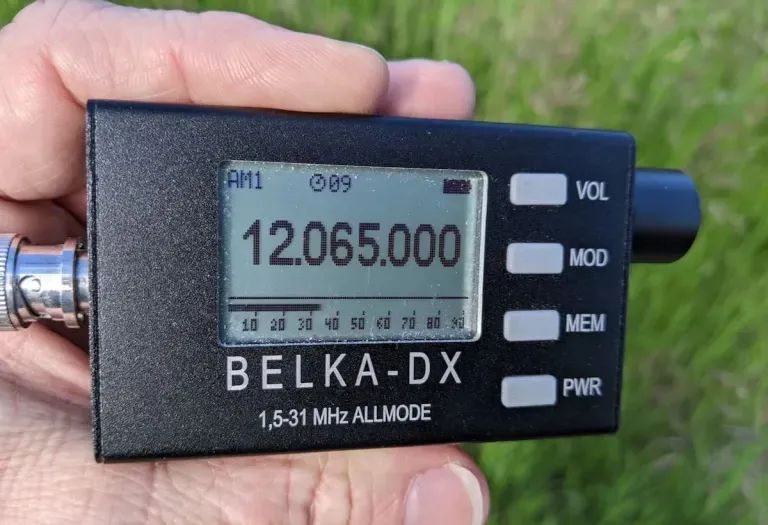 AM1 09
12.065.000
10 20 30 40 50 60 70 80 90
BELKA-DX
1,5-31 MHz ALLMODE
VOL
MOD
MEM
PWR